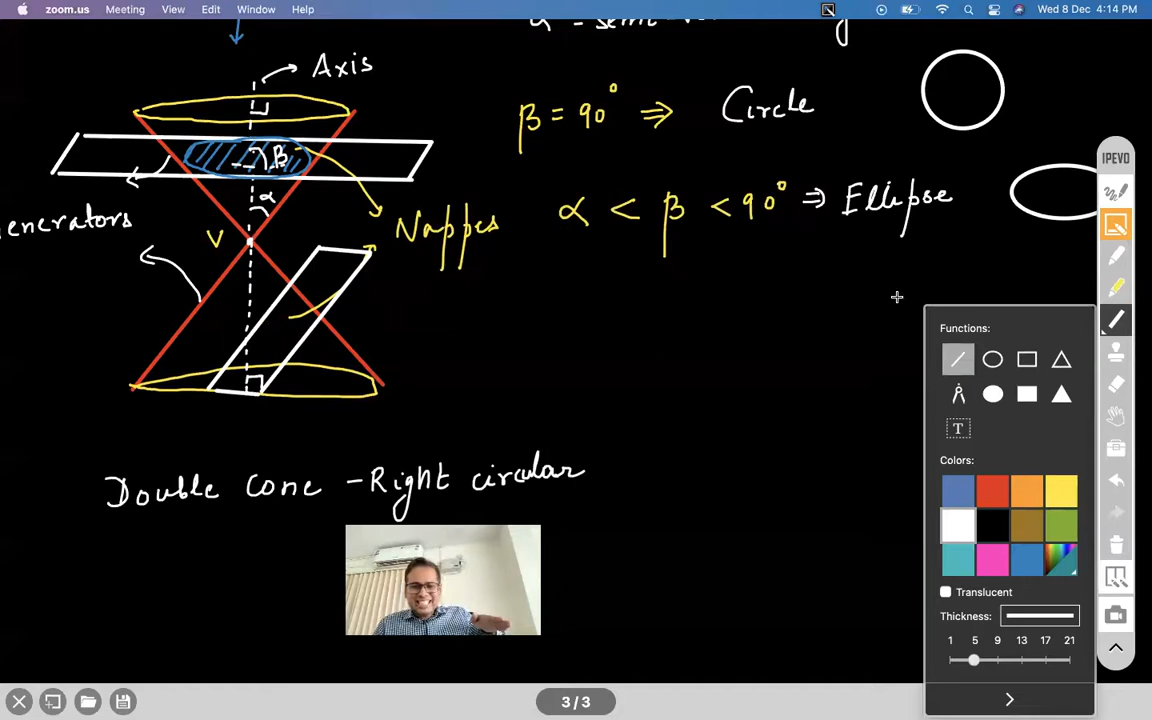 zoom.us Meeting View Edit Window Help Wed 8 Dec 4:14 PM
α - semi
Axis
β = 90° ⇒ Circle
β
α
α < β < 90° ⇒ Ellipse
enerators
V
Nappes
Double cone - Right circular
IPEVO
Functions:
T
Colors:
Translucent
Thickness:
1 5 9 13 17 21
3/3